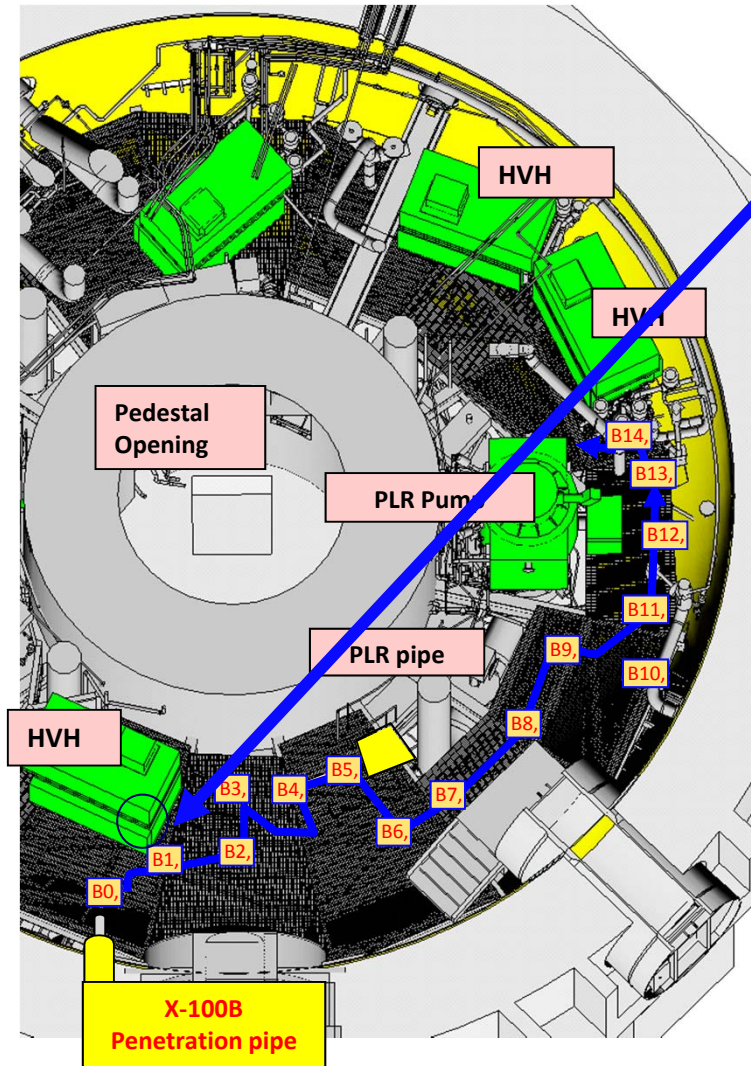 HVH
HVH
Pedestal
Opening
B14,
B13,
PLR Pump
B12,
B11,
PLR pipe
B9,
B10,
B8,
HVH
B5,
B3,
B4,
B7,
B6,
B2,
B1,
B0,
X-100B
Penetration pipe